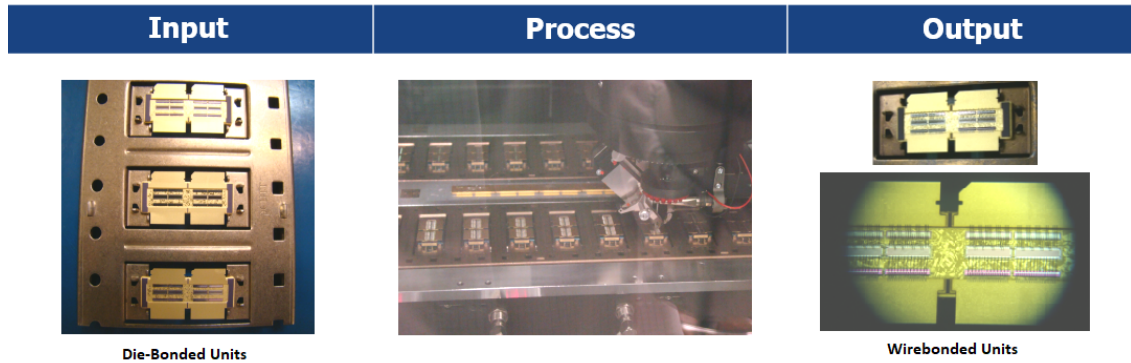 Input
Process
Output
Die-Bonded Units
Wirebonded Units